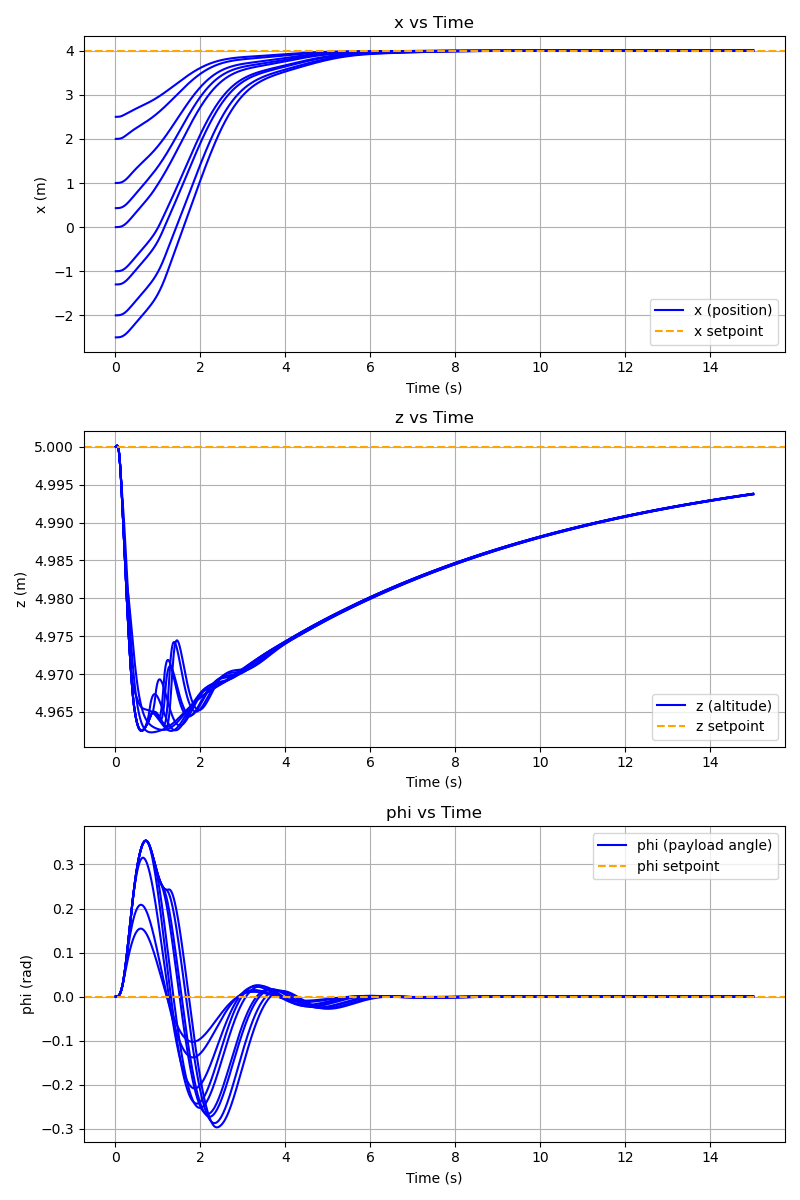 x vs Time
4
3
2
1
0
−1
−2
x (m)
x (position)
x setpoint
0 2 4 6 8 10 12 14
Time (s)
z vs Time
5.000
4.995
4.990
4.985
4.980
4.975
4.970
4.965
z (m)
z (altitude)
z setpoint
0 2 4 6 8 10 12 14
Time (s)
phi vs Time
0.3
0.2
0.1
0.0
−0.1
−0.2
−0.3
phi (rad)
phi (payload angle)
phi setpoint
0 2 4 6 8 10 12 14
Time (s)